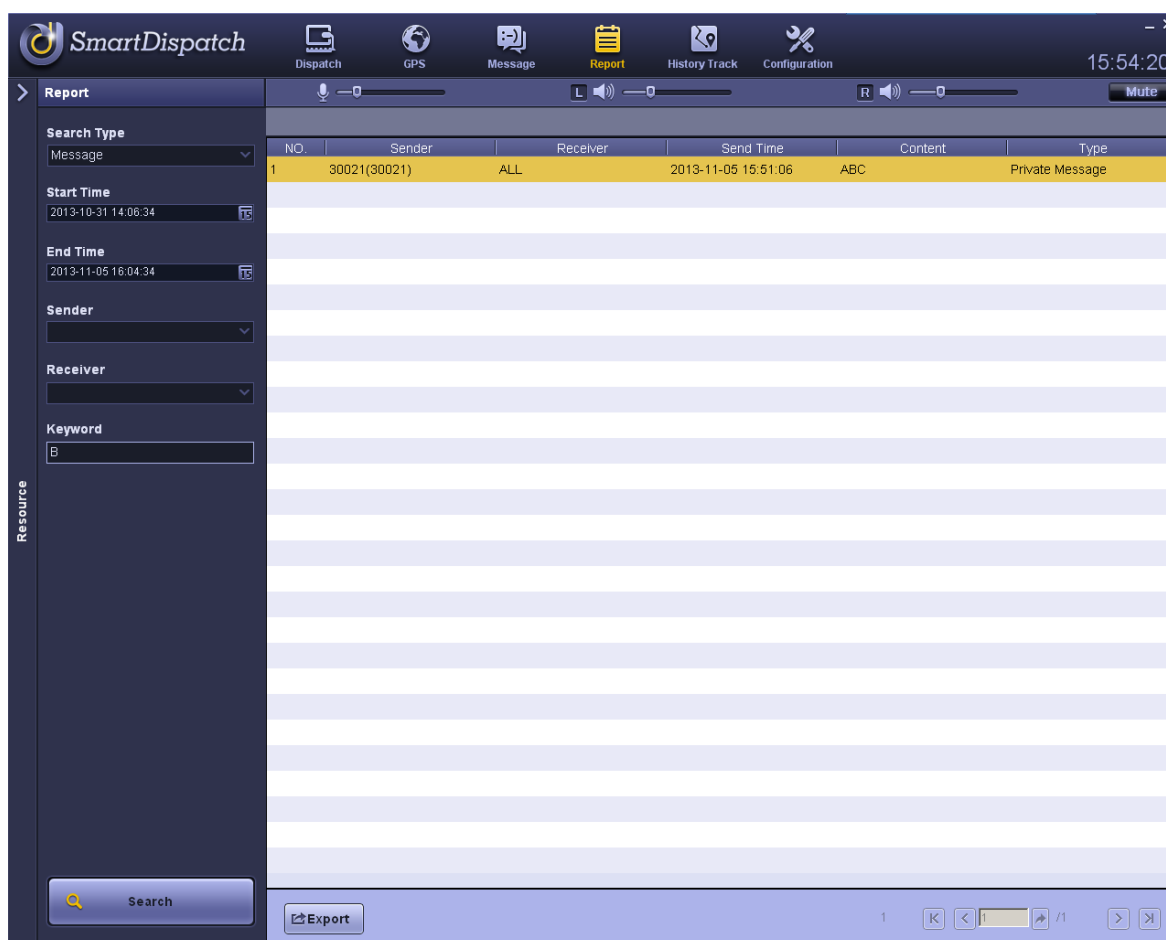 SmartDispatch
Dispatch GPS Message Report History Track Configuration
15:54:20
Report
L R Mute
Search Type
Message
Start Time
2013-10-31 14:06:34
End Time
2013-11-05 16:04:34
Sender
Receiver
Keyword
B
Resource
Search
NO. Sender Receiver Send Time Content Type
1 30021(30021) ALL 2013-11-05 15:51:06 ABC Private Message
Export
1 1 /1